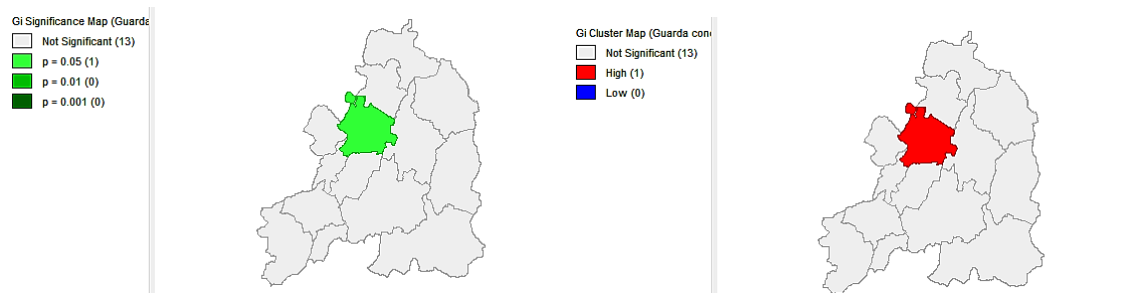 Gi Significance Map (Guarda
Not Significant (13)
p = 0.05 (1)
p = 0.01 (0)
p = 0.001 (0)
Gi Cluster Map (Guarda con
Not Significant (13)
High (1)
Low (0)